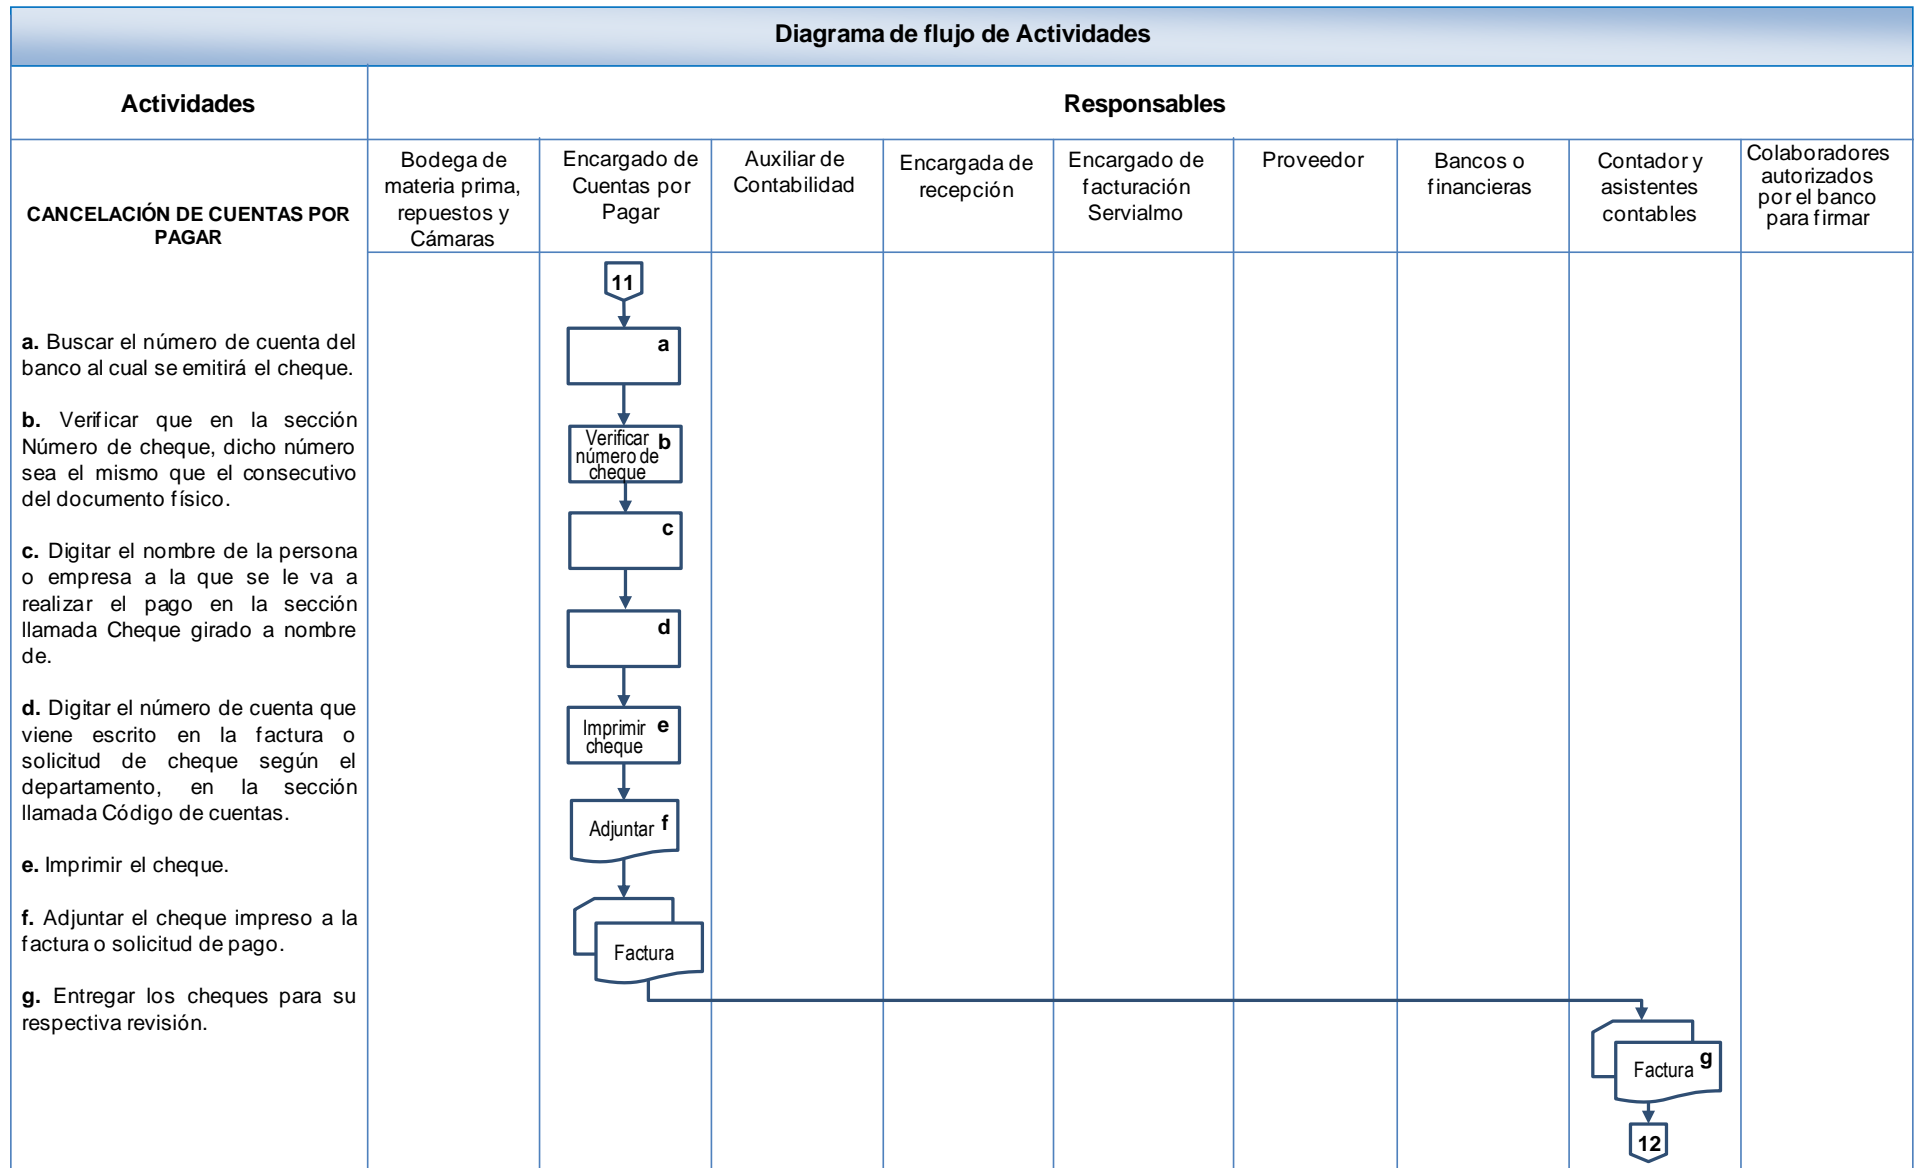 Diagrama de flujo de Actividades
Actividades
Responsables
CANCELACIÓN DE CUENTAS POR
PAGAR
Bodega de
materia prima,
repuestos y
Cámaras
Encargado de
Cuentas por
Pagar
Auxiliar de
Contabilidad
Encargada de
recepción
Encargado de
facturación
Servialmo
Proveedor
Bancos o
financieras
Contador y
asistentes
contables
Colaboradores
autorizados
por el banco
para firmar
a. Buscar el número de cuenta del
banco al cual se emitirá el cheque.
b. Verificar que en la sección
Número de cheque, dicho número
sea el mismo que el consecutivo
del documento físico.
c. Digitar el nombre de la persona
o empresa a la que se le va a
realizar el pago en la sección
llamada Cheque girado a nombre
de.
d. Digitar el número de cuenta que
viene escrito en la factura o
solicitud de cheque según el
departamento, en la sección
llamada Código de cuentas.
e. Imprimir el cheque.
f. Adjuntar el cheque impreso a la
factura o solicitud de pago.
g. Entregar los cheques para su
respectiva revisión.
11
a
Verificar b
número de
cheque
c
d
Imprimir e
cheque
Adjuntar f
Factura
Factura g
12